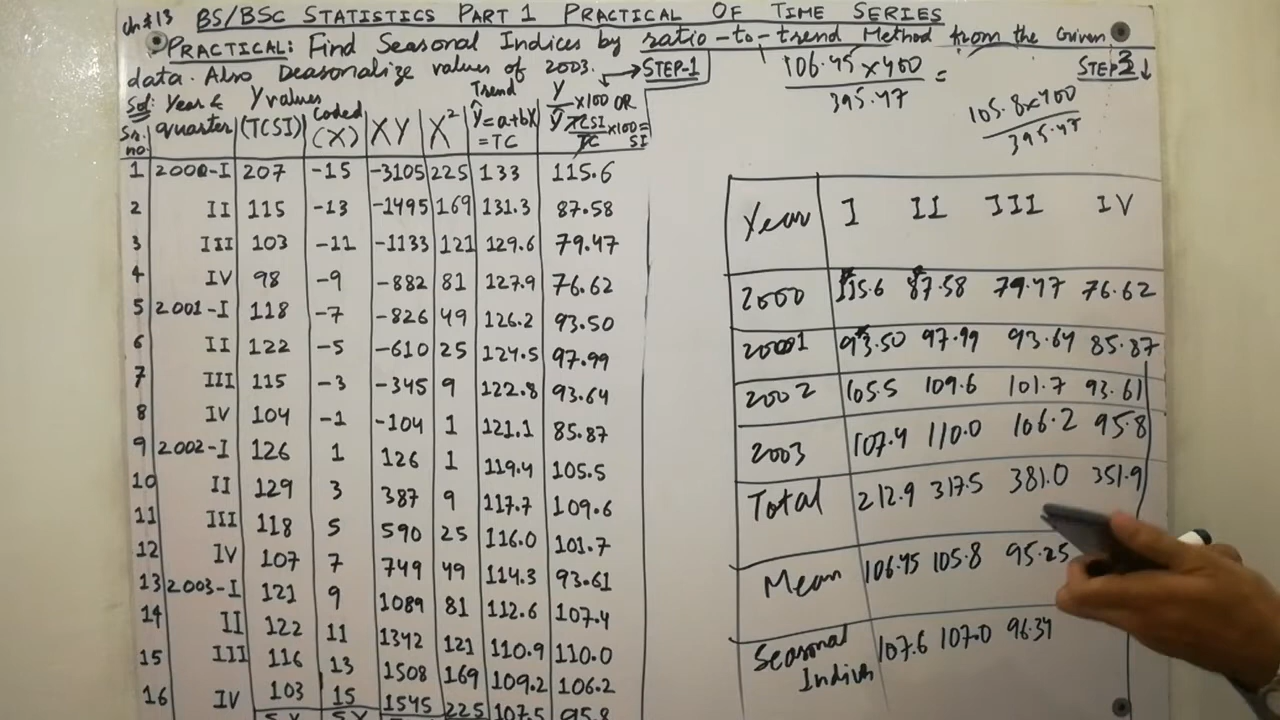 Ch # 13 BS/BSC STATISTICS PART 1 PRACTICAL OF TIME SERIES
PRACTICAL: Find Seasonal Indices by ratio-to-trend Method from the Given
data. Also Deasonalize values of 2003. → STEP-1
106.45×400 / 395.47 =
STEP 3 ↓
105.8×400 / 395.47
Sol: Sr. no. Year & quarter Y values (TCSI) Coded (X) XY X² Trend Ŷ=a+bX =TC Y/Ŷ ×100 OR TCSI/TC ×100= SI
1 2000-I 207 -15 -3105 225 133 115.6
2 II 115 -13 -1495 169 131.3 87.58
3 III 103 -11 -1133 121 129.6 79.47
4 IV 98 -9 -882 81 127.9 76.62
5 2001-I 118 -7 -826 49 126.2 93.50
6 II 122 -5 -610 25 124.5 97.99
7 III 115 -3 -345 9 122.8 93.64
8 IV 104 -1 -104 1 121.1 85.87
9 2002-I 126 1 126 1 119.4 105.5
10 II 129 3 387 9 117.7 109.6
11 III 118 5 590 25 116.0 101.7
12 IV 107 7 749 49 114.3 93.61
13 2003-I 121 9 1089 81 112.6 107.4
14 II 122 11 1342 121 110.9 110.0
15 III 116 13 1508 169 109.2 106.2
16 IV 103 15 1545 225 107.5 95.8
Year I II III IV
2000 115.6 87.58 79.47 76.62
2001 93.50 97.99 93.64 85.87
2002 105.5 109.6 101.7 93.61
2003 107.4 110.0 106.2 95.8
Total 212.9 317.5 381.0 351.9
Mean 106.45 105.8 95.25
Seasonal 107.6 107.0 96.34